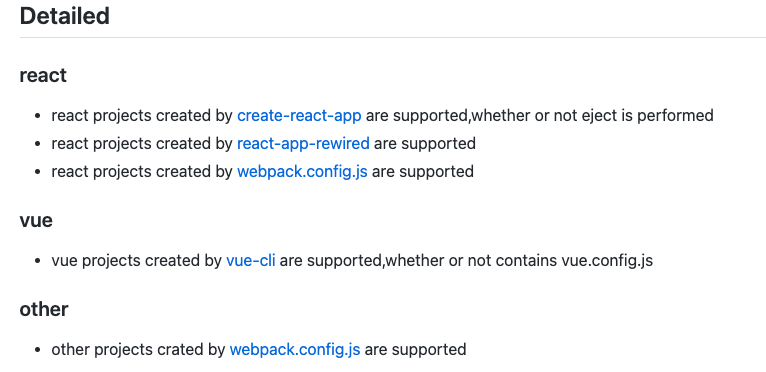 Detailed
react
• react projects created by create-react-app are supported,whether or not eject is performed
• react projects created by react-app-rewired are supported
• react projects created by webpack.config.js are supported
vue
• vue projects created by vue-cli are supported,whether or not contains vue.config.js
other
• other projects crated by webpack.config.js are supported